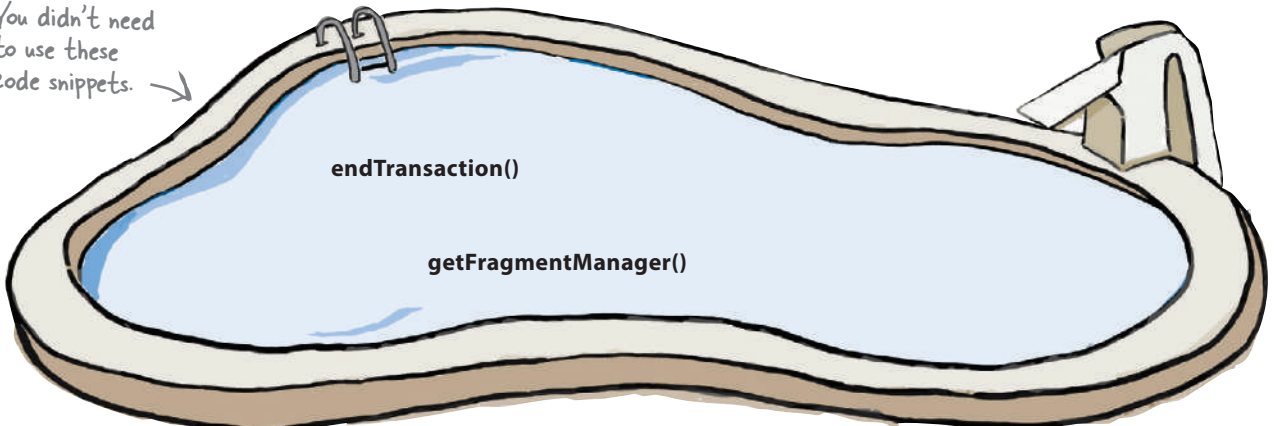 You didn't need
to use these
code snippets.
endTransaction()
getFragmentManager()